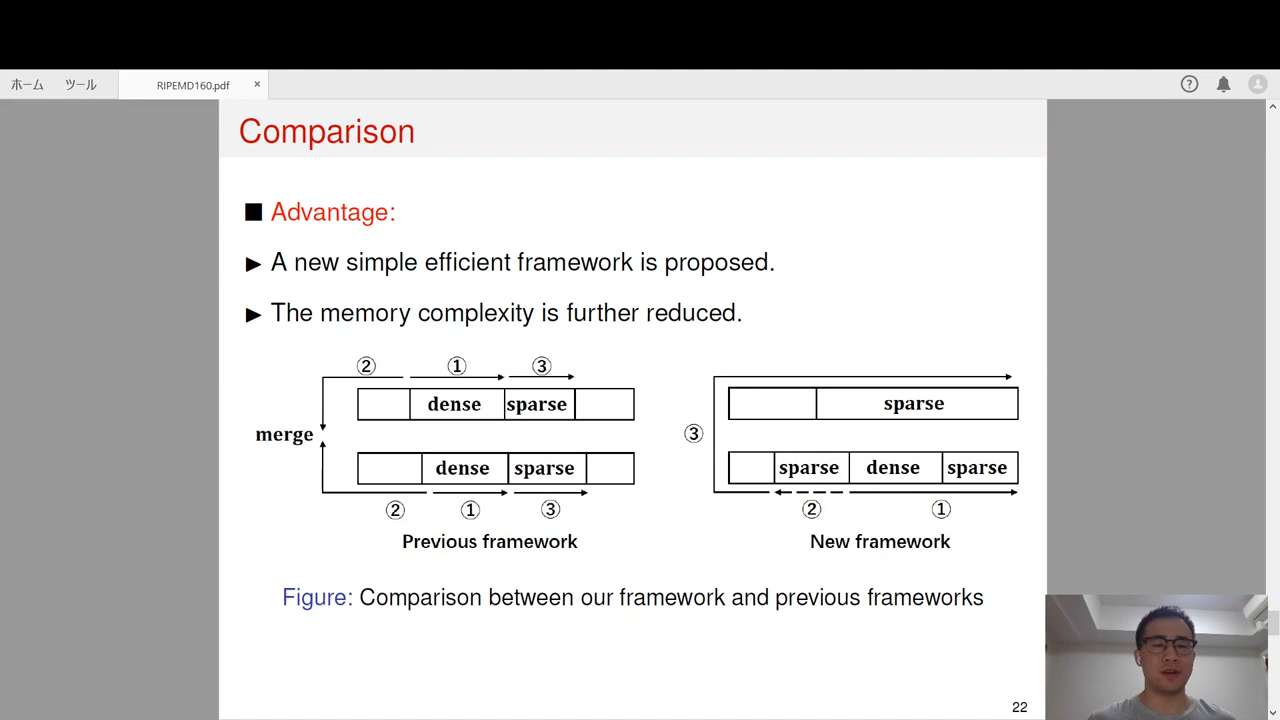 ホーム ツール RIPEMD160.pdf × ?
Comparison
■ Advantage:
▶ A new simple efficient framework is proposed.
▶ The memory complexity is further reduced.
② ① ③
dense sparse
merge
dense sparse
② ① ③
Previous framework
sparse
③
sparse dense sparse
② ①
New framework
Figure: Comparison between our framework and previous frameworks
22